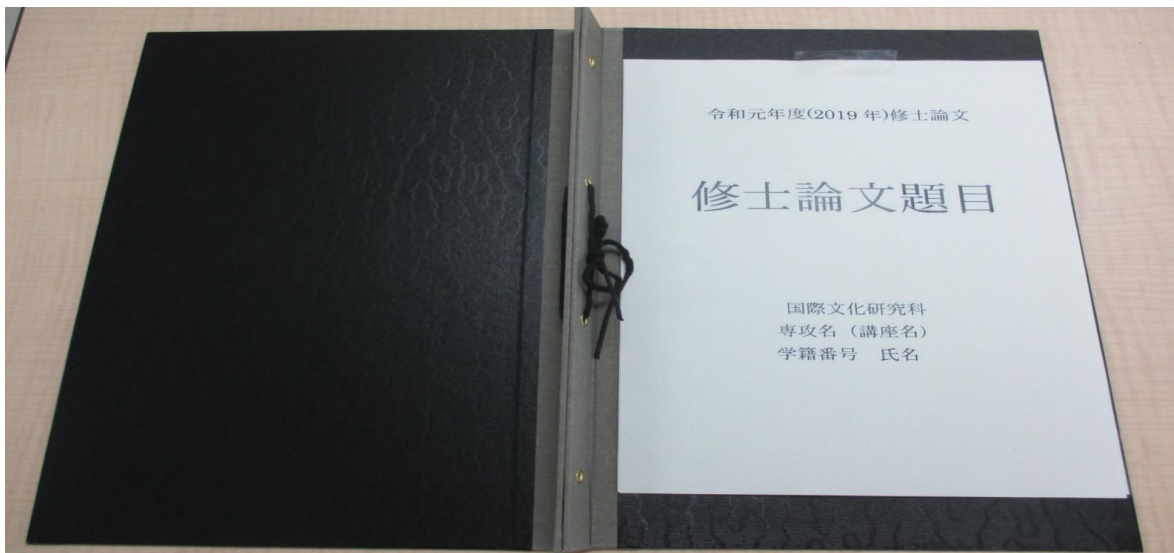 令和元年度(2019 年)修士論文
修士論文題目
国際文化研究科
専攻名（講座名）
学籍番号　氏名